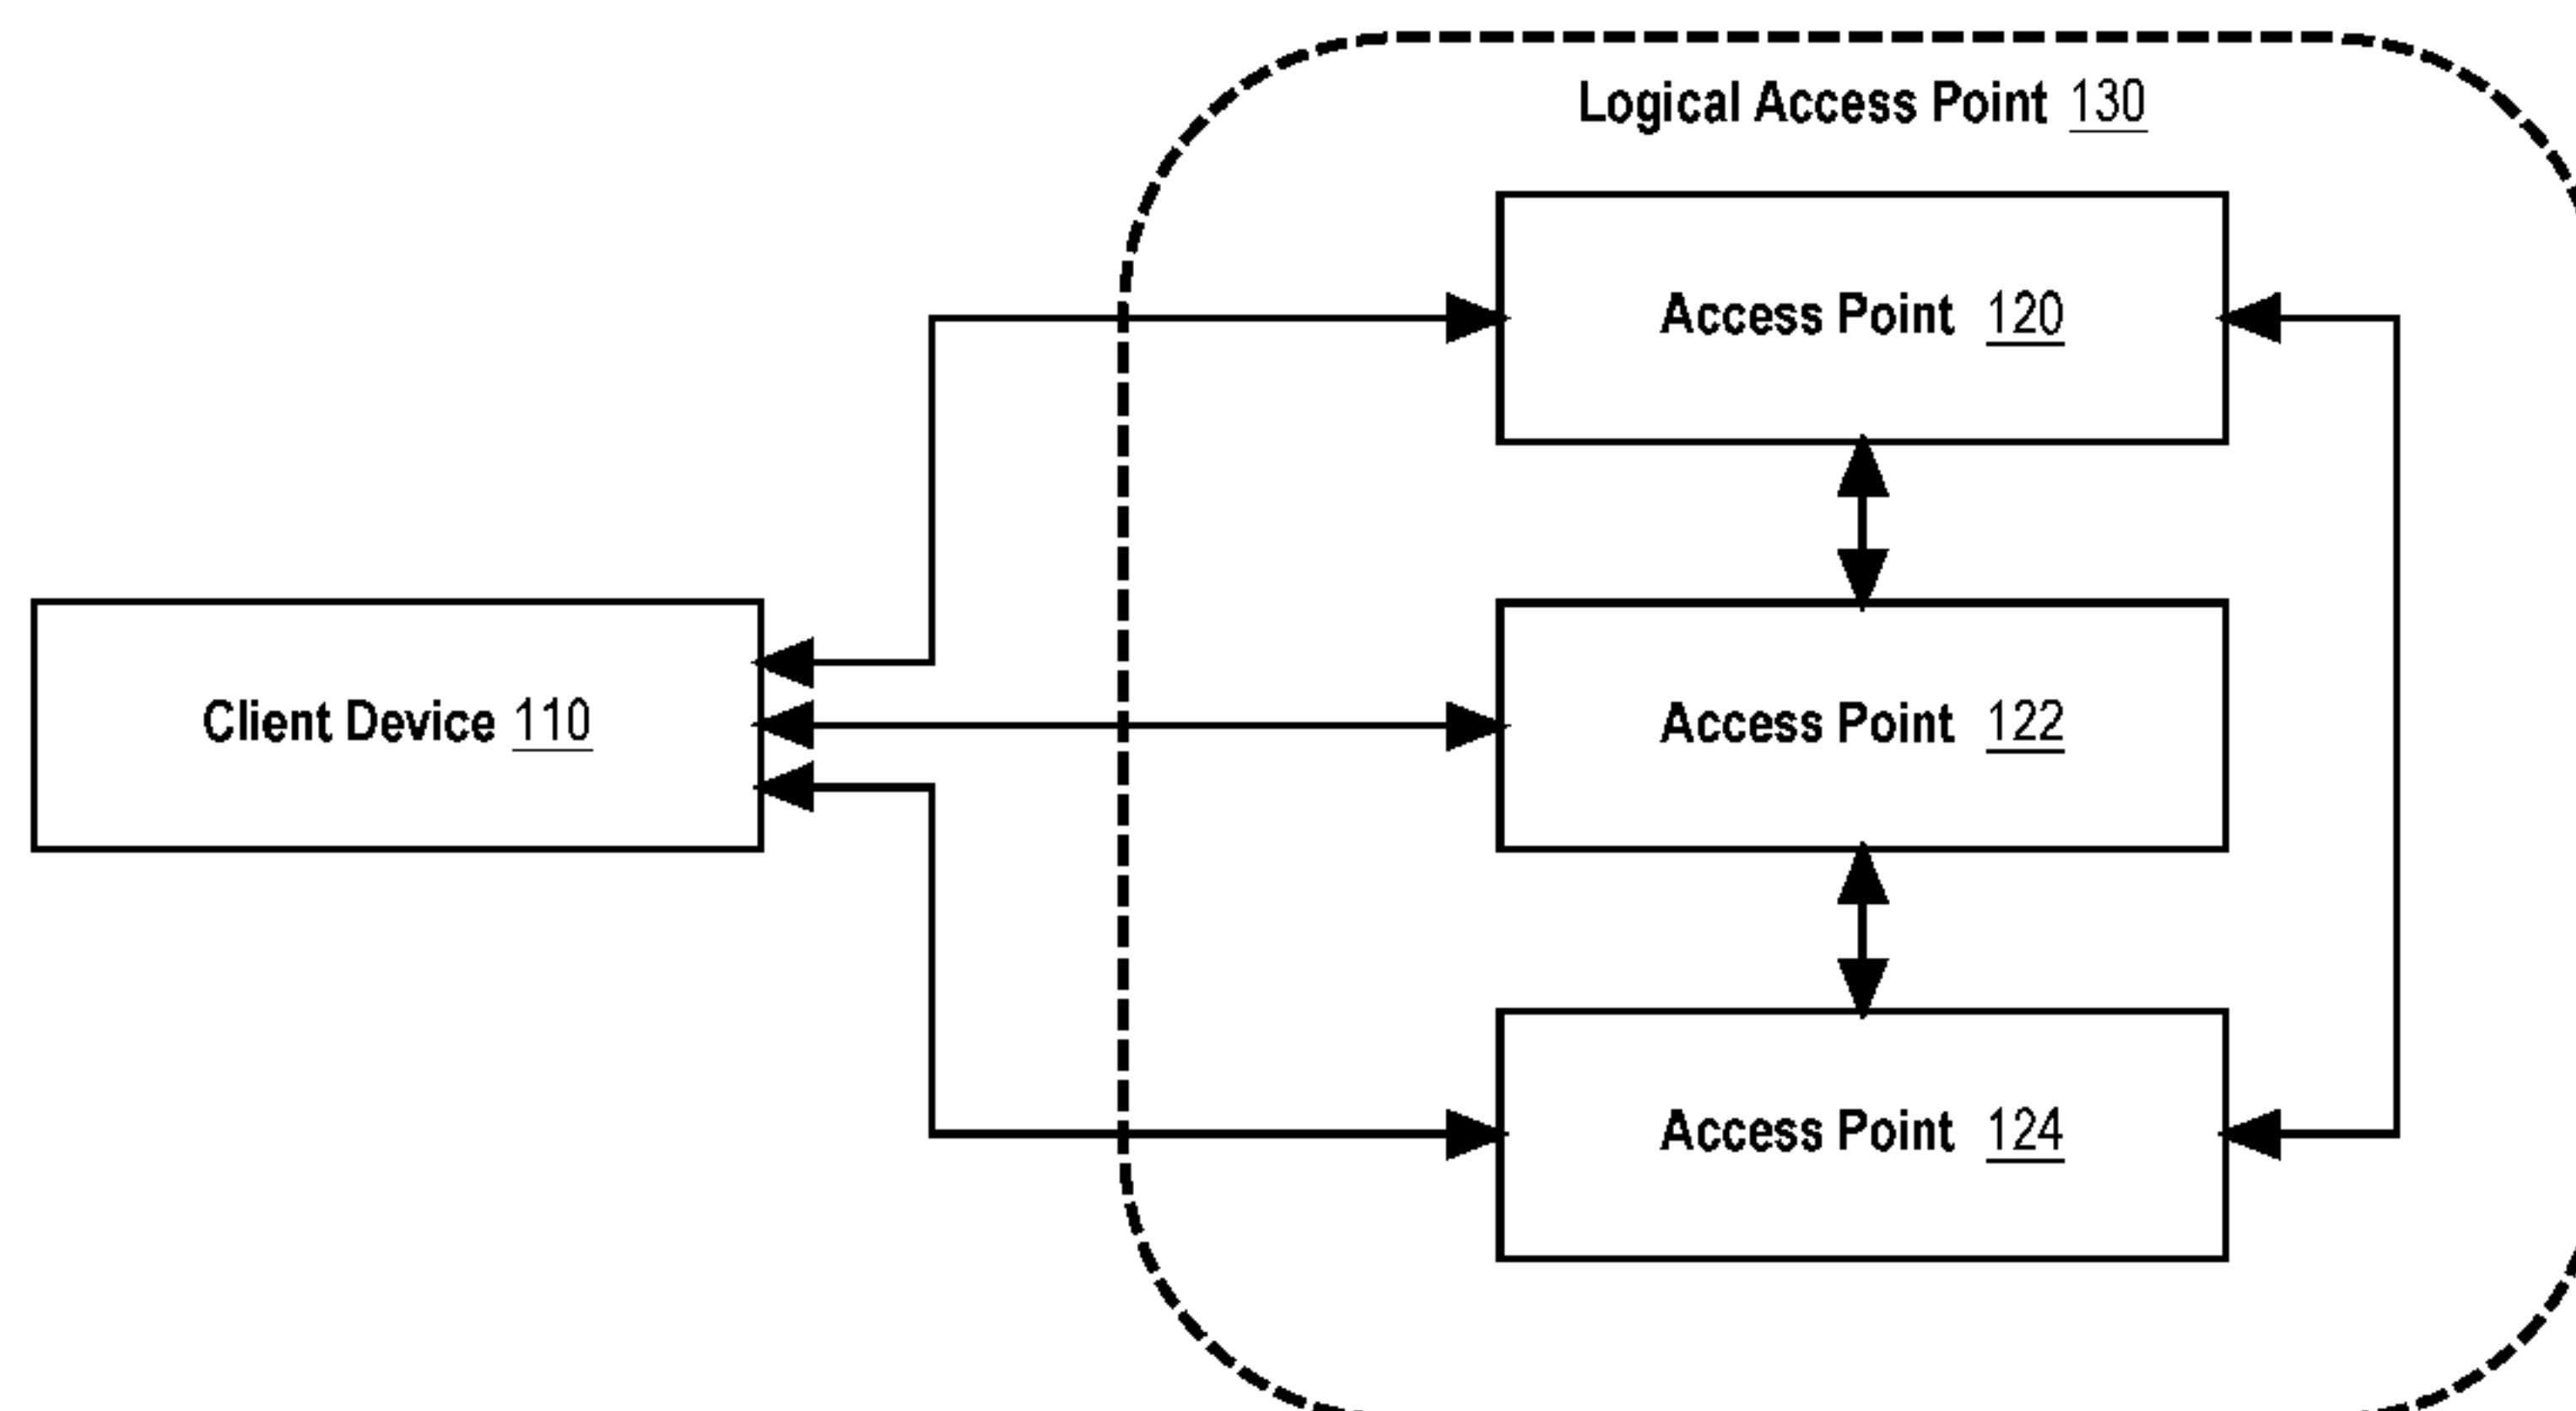 Logical Access Point 130
Access Point 120
Client Device 110
Access Point 122
Access Point 124